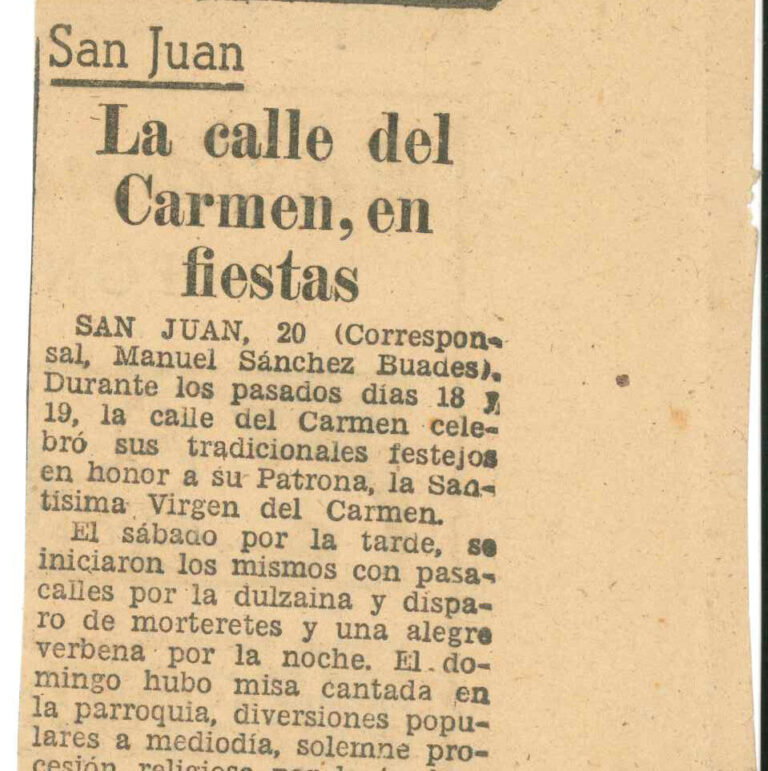 San Juan
La calle del
Carmen, en
fiestas
SAN JUAN, 20 (Correspon-
sal, Manuel Sánchez Buades).
Durante los pasados días 18 y
19, la calle del Carmen cele-
bró sus tradicionales festejos
en honor a su Patrona, la San-
tísima Virgen del Carmen.
El sábado por la tarde, se
iniciaron los mismos con pasa-
calles por la dulzaina y dispa-
ro de morteretes y una alegre
verbena por la noche. El do-
mingo hubo misa cantada en
la parroquia, diversiones popu-
lares a mediodía, solemne pro-
cesión religiosa